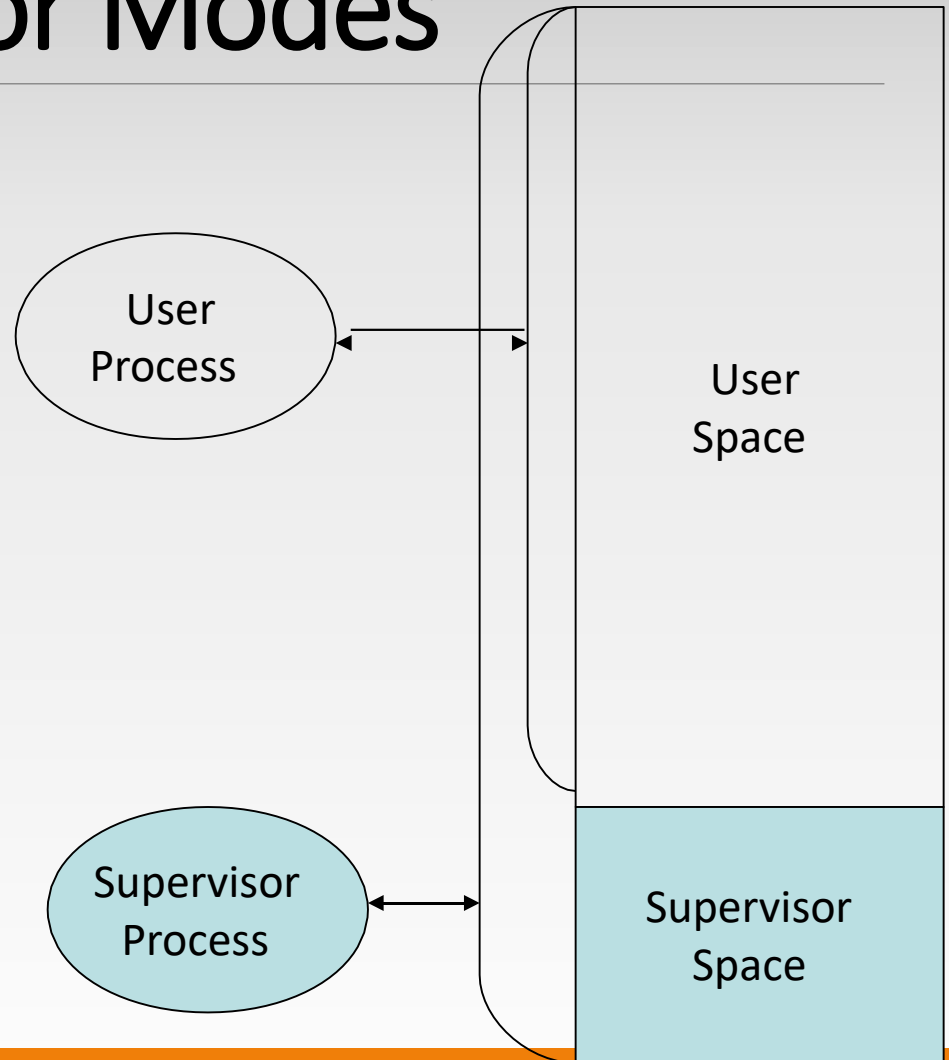 or Modes
User
Process
User
Space
Supervisor
Process
Supervisor
Space